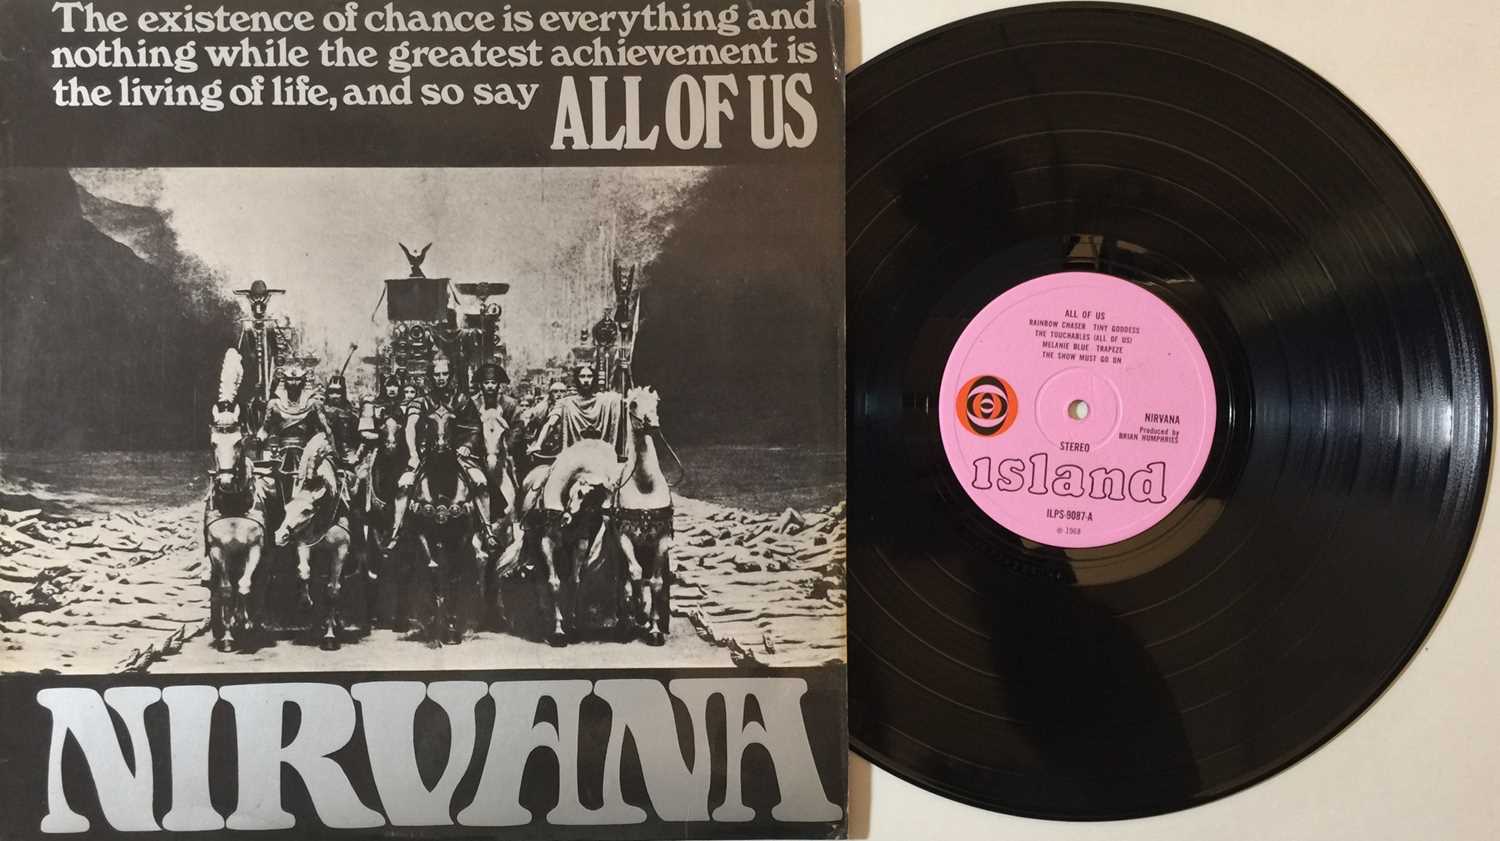 The existence of chance is everything and
nothing while the greatest achievement is
the living of life, and so say ALL OF US
NIRVANA
ALL OF US
RAINBOW CHASER TINY GODDESS
THE TOUCHABLES (ALL OF US)
MELANIE BLUE TRAPEZE
THE SHOW MUST GO ON
NIRVANA
Produced by
BRIAN HUMPHRIES
STEREO
island
ILPS-9087-A
℗ 1968